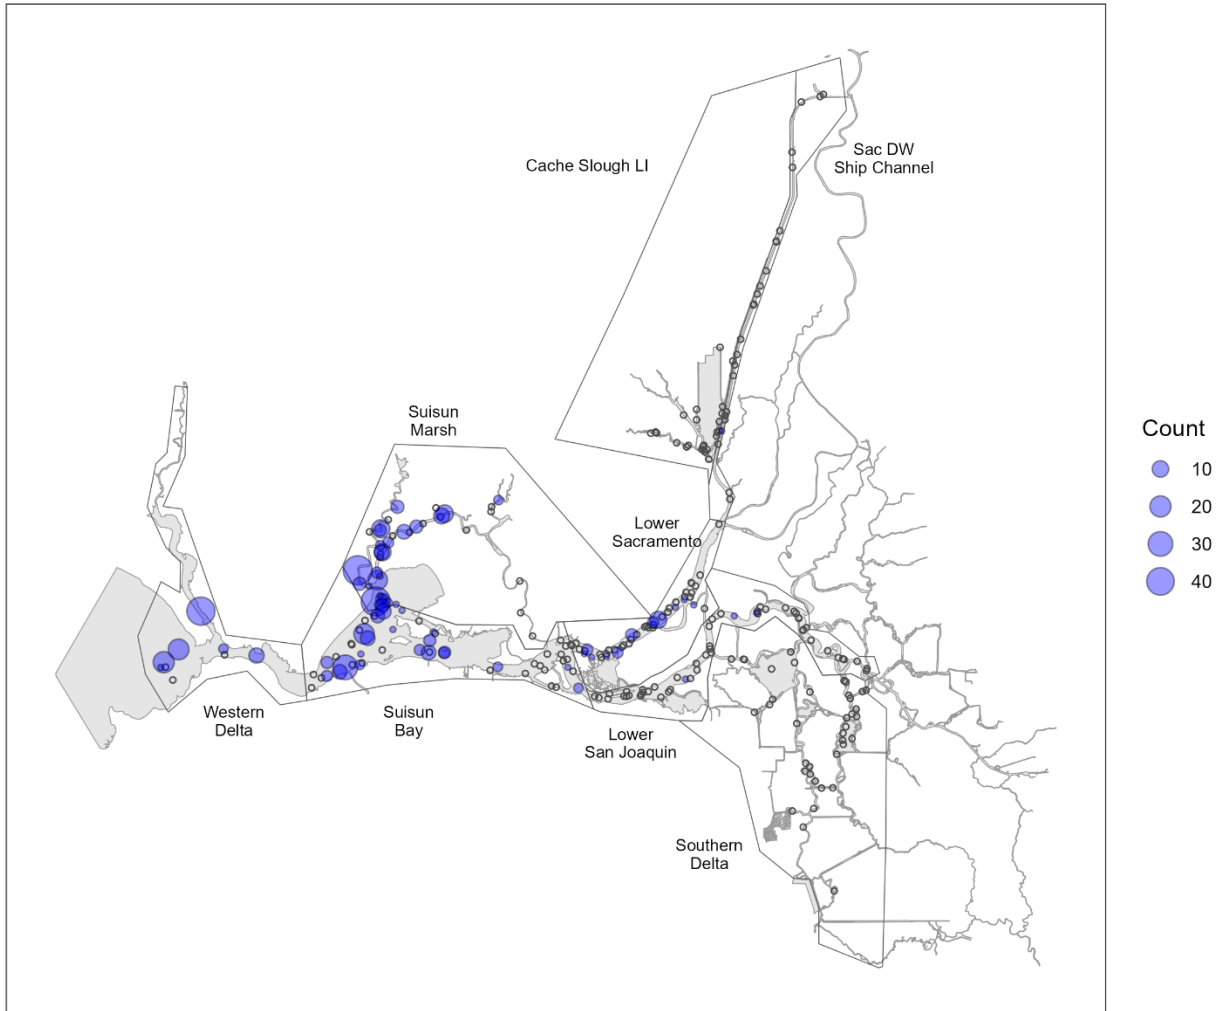 Cache Slough LI
Sac DW
Ship Channel
Suisun
Marsh
Lower
Sacramento
Western
Delta
Suisun
Bay
Lower
San Joaquin
Southern
Delta
Count
10
20
30
40